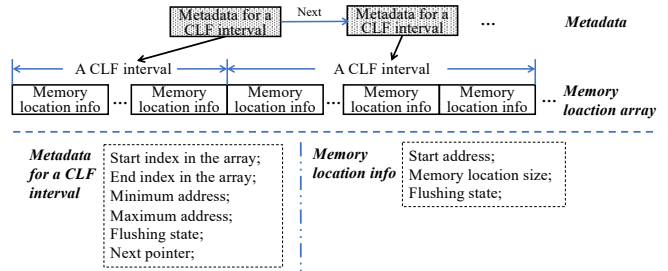 Metadata for a CLF interval
Next
Metadata for a CLF interval
...
Metadata
A CLF interval
A CLF interval
Memory location info
...
Memory location info
Memory location info
...
Memory location info
Memory location info
...
Memory loaction array
Metadata for a CLF interval
Start index in the array;
End index in the array;
Minimum address;
Maximum address;
Flushing state;
Next pointer;
Memory location info
Start address;
Memory location size;
Flushing state;